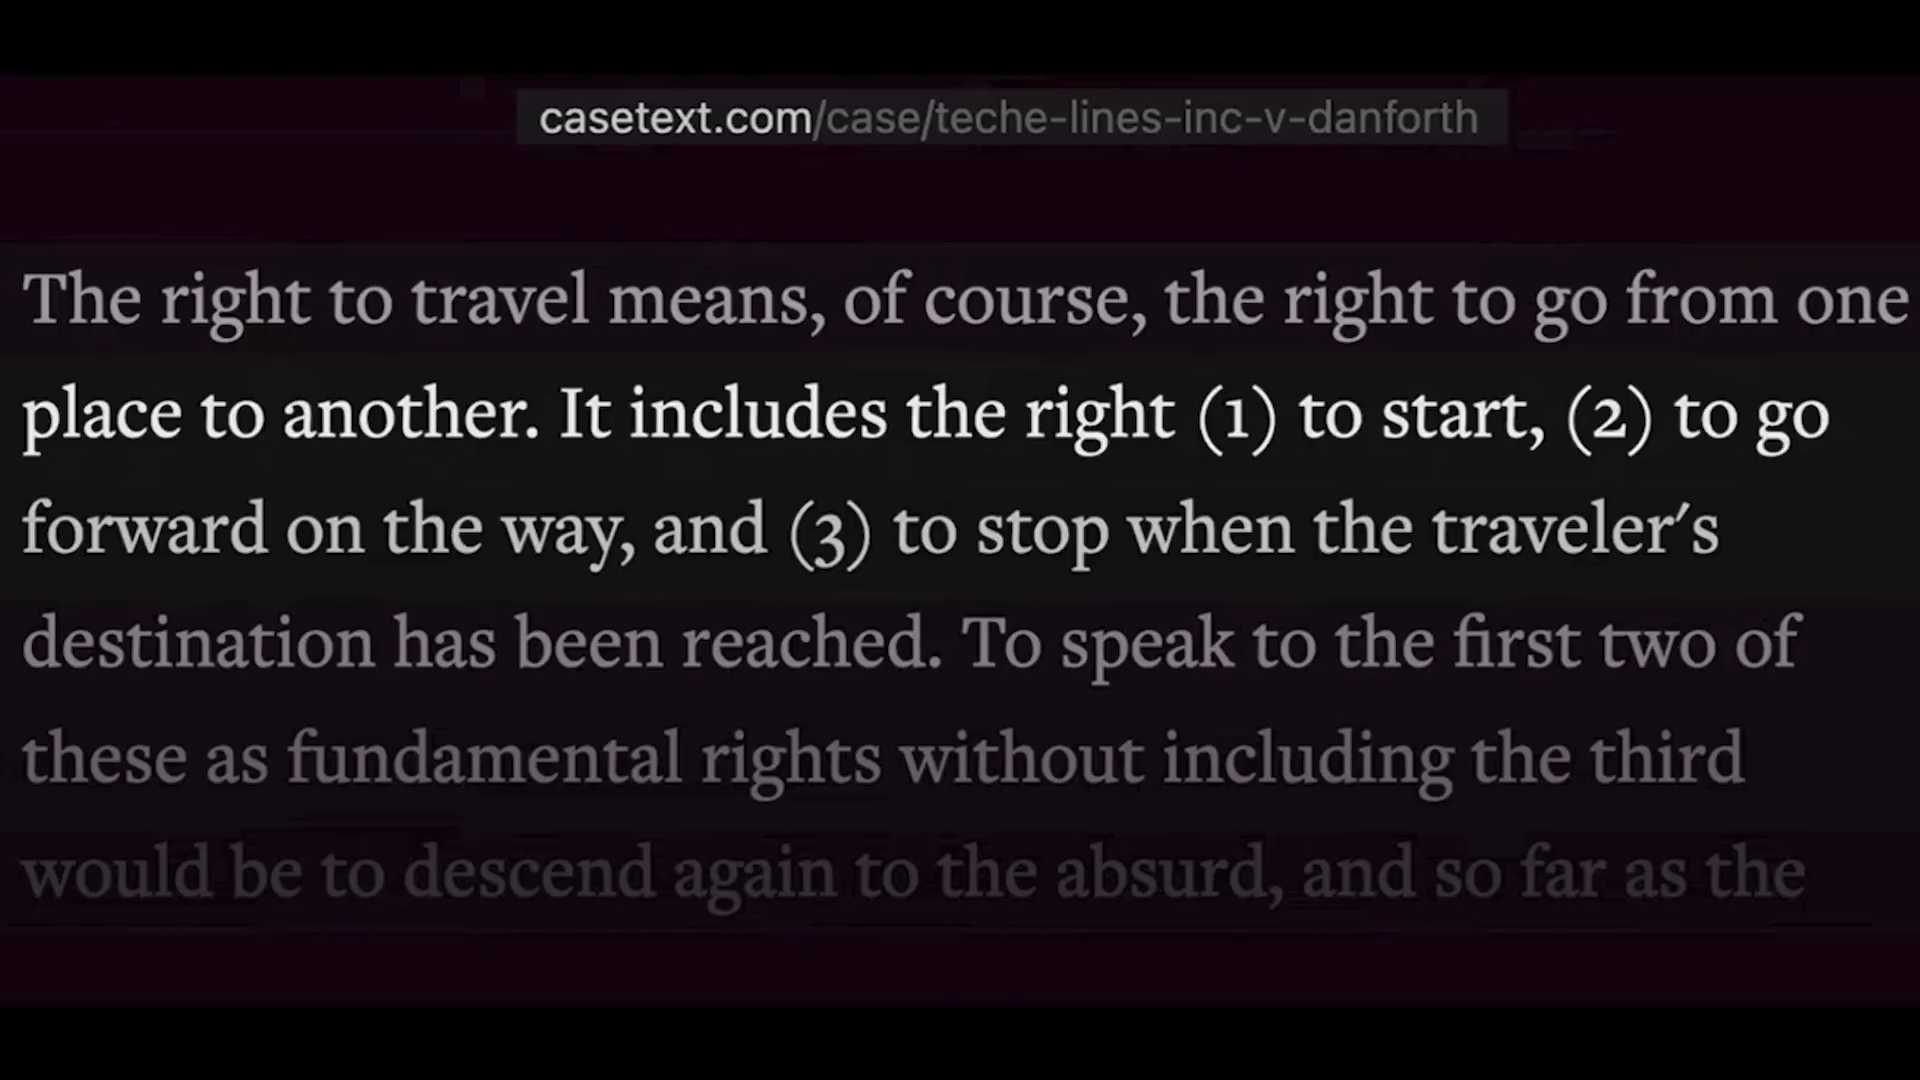 casetext.com/case/teche-lines-inc-v-danforth
The right to travel means, of course, the right to go from one
place to another. It includes the right (1) to start, (2) to go
forward on the way, and (3) to stop when the traveler's
destination has been reached. To speak to the first two of
these as fundamental rights without including the third
would be to descend again to the absurd, and so far as the